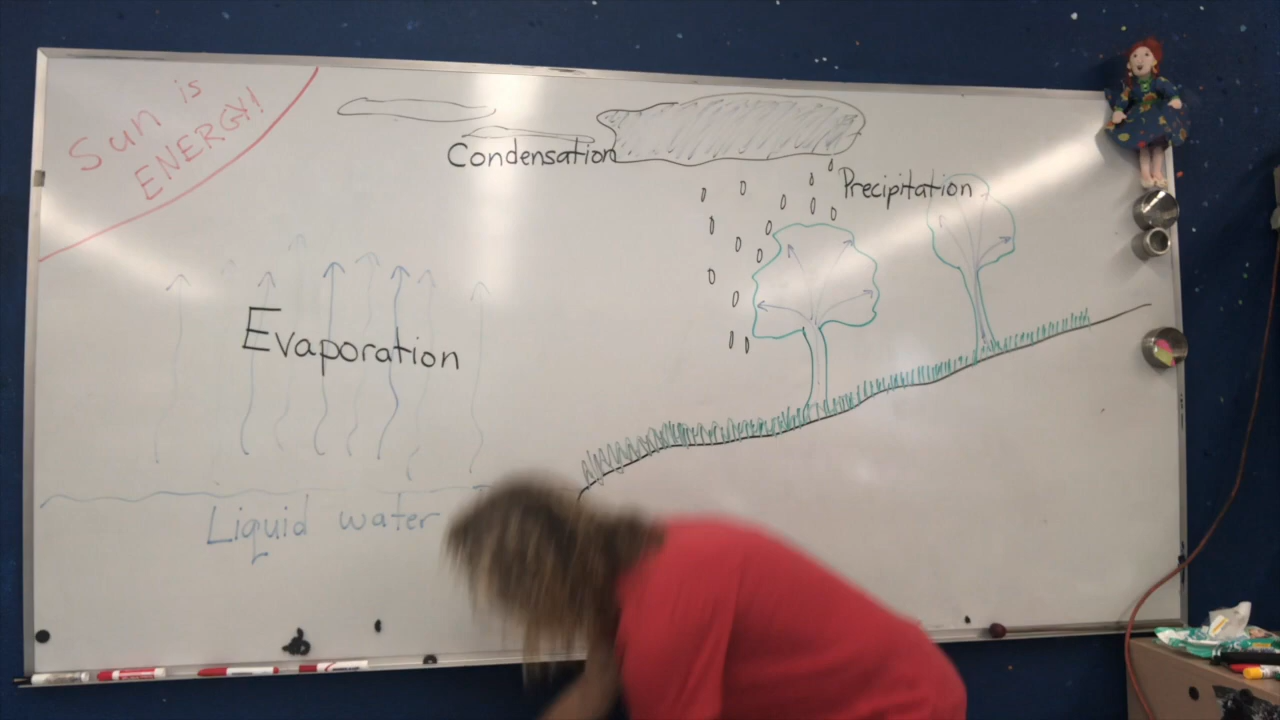 Sun is
ENERGY!
Condensation
Precipitation
Evaporation
Liquid water